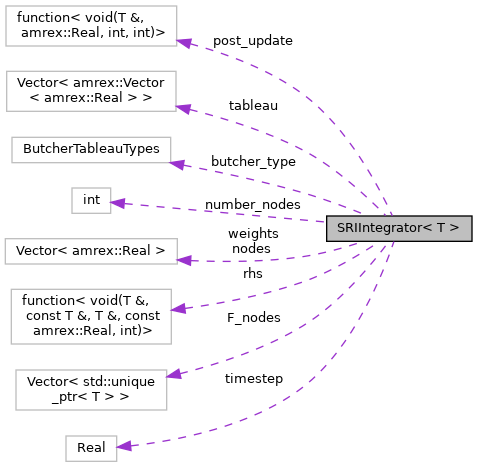 function< void(T &,
amrex::Real, int, int)>
post_update
Vector< amrex::Vector
< amrex::Real > >
tableau
ButcherTableauTypes
butcher_type
int
number_nodes
SRIIntegrator< T >
Vector< amrex::Real >
weights
nodes
function< void(T &,
const T &, T &, const
amrex::Real, int)>
rhs
F_nodes
Vector< std::unique
_ptr< T > >
timestep
Real